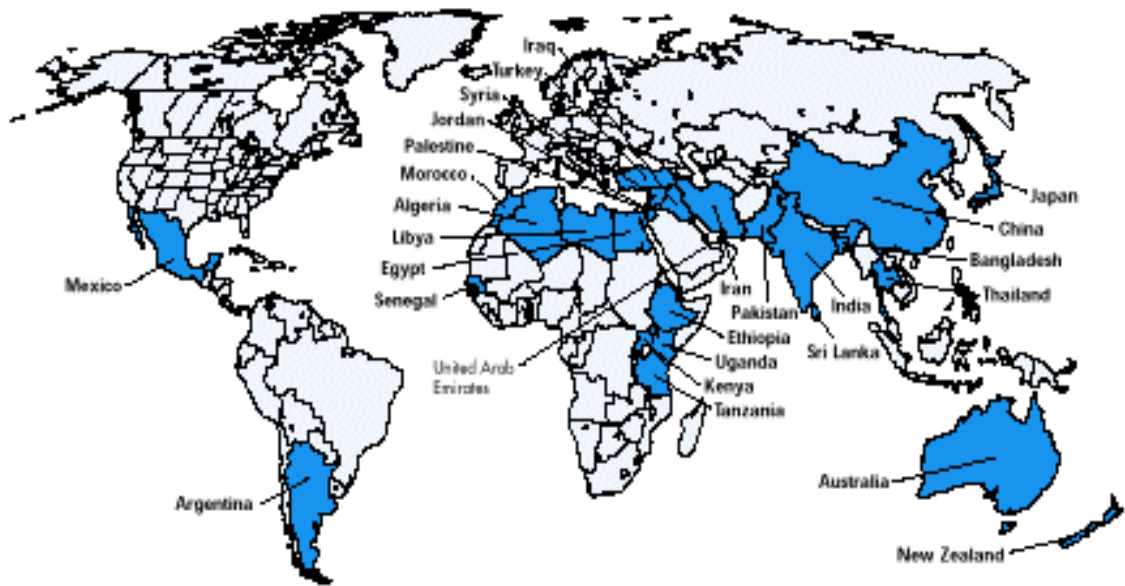 Iraq
Turkey
Syria
Jordan
Palestine
Morocco
Algeria
Libya
Egypt
Senegal
United Arab
Emirates
Mexico
Argentina
Japan
China
Bangladesh
Thailand
India
Sri Lanka
Iran
Pakistan
Ethiopia
Uganda
Kenya
Tanzania
Australia
New Zealand